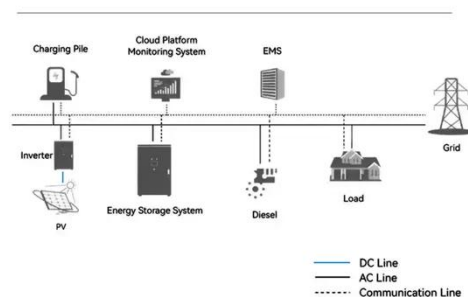 Charging Pile
Cloud Platform
Monitoring System
EMS
Grid
Inverter
PV
Energy Storage System
Diesel
Load
DC Line
AC Line
Communication Line